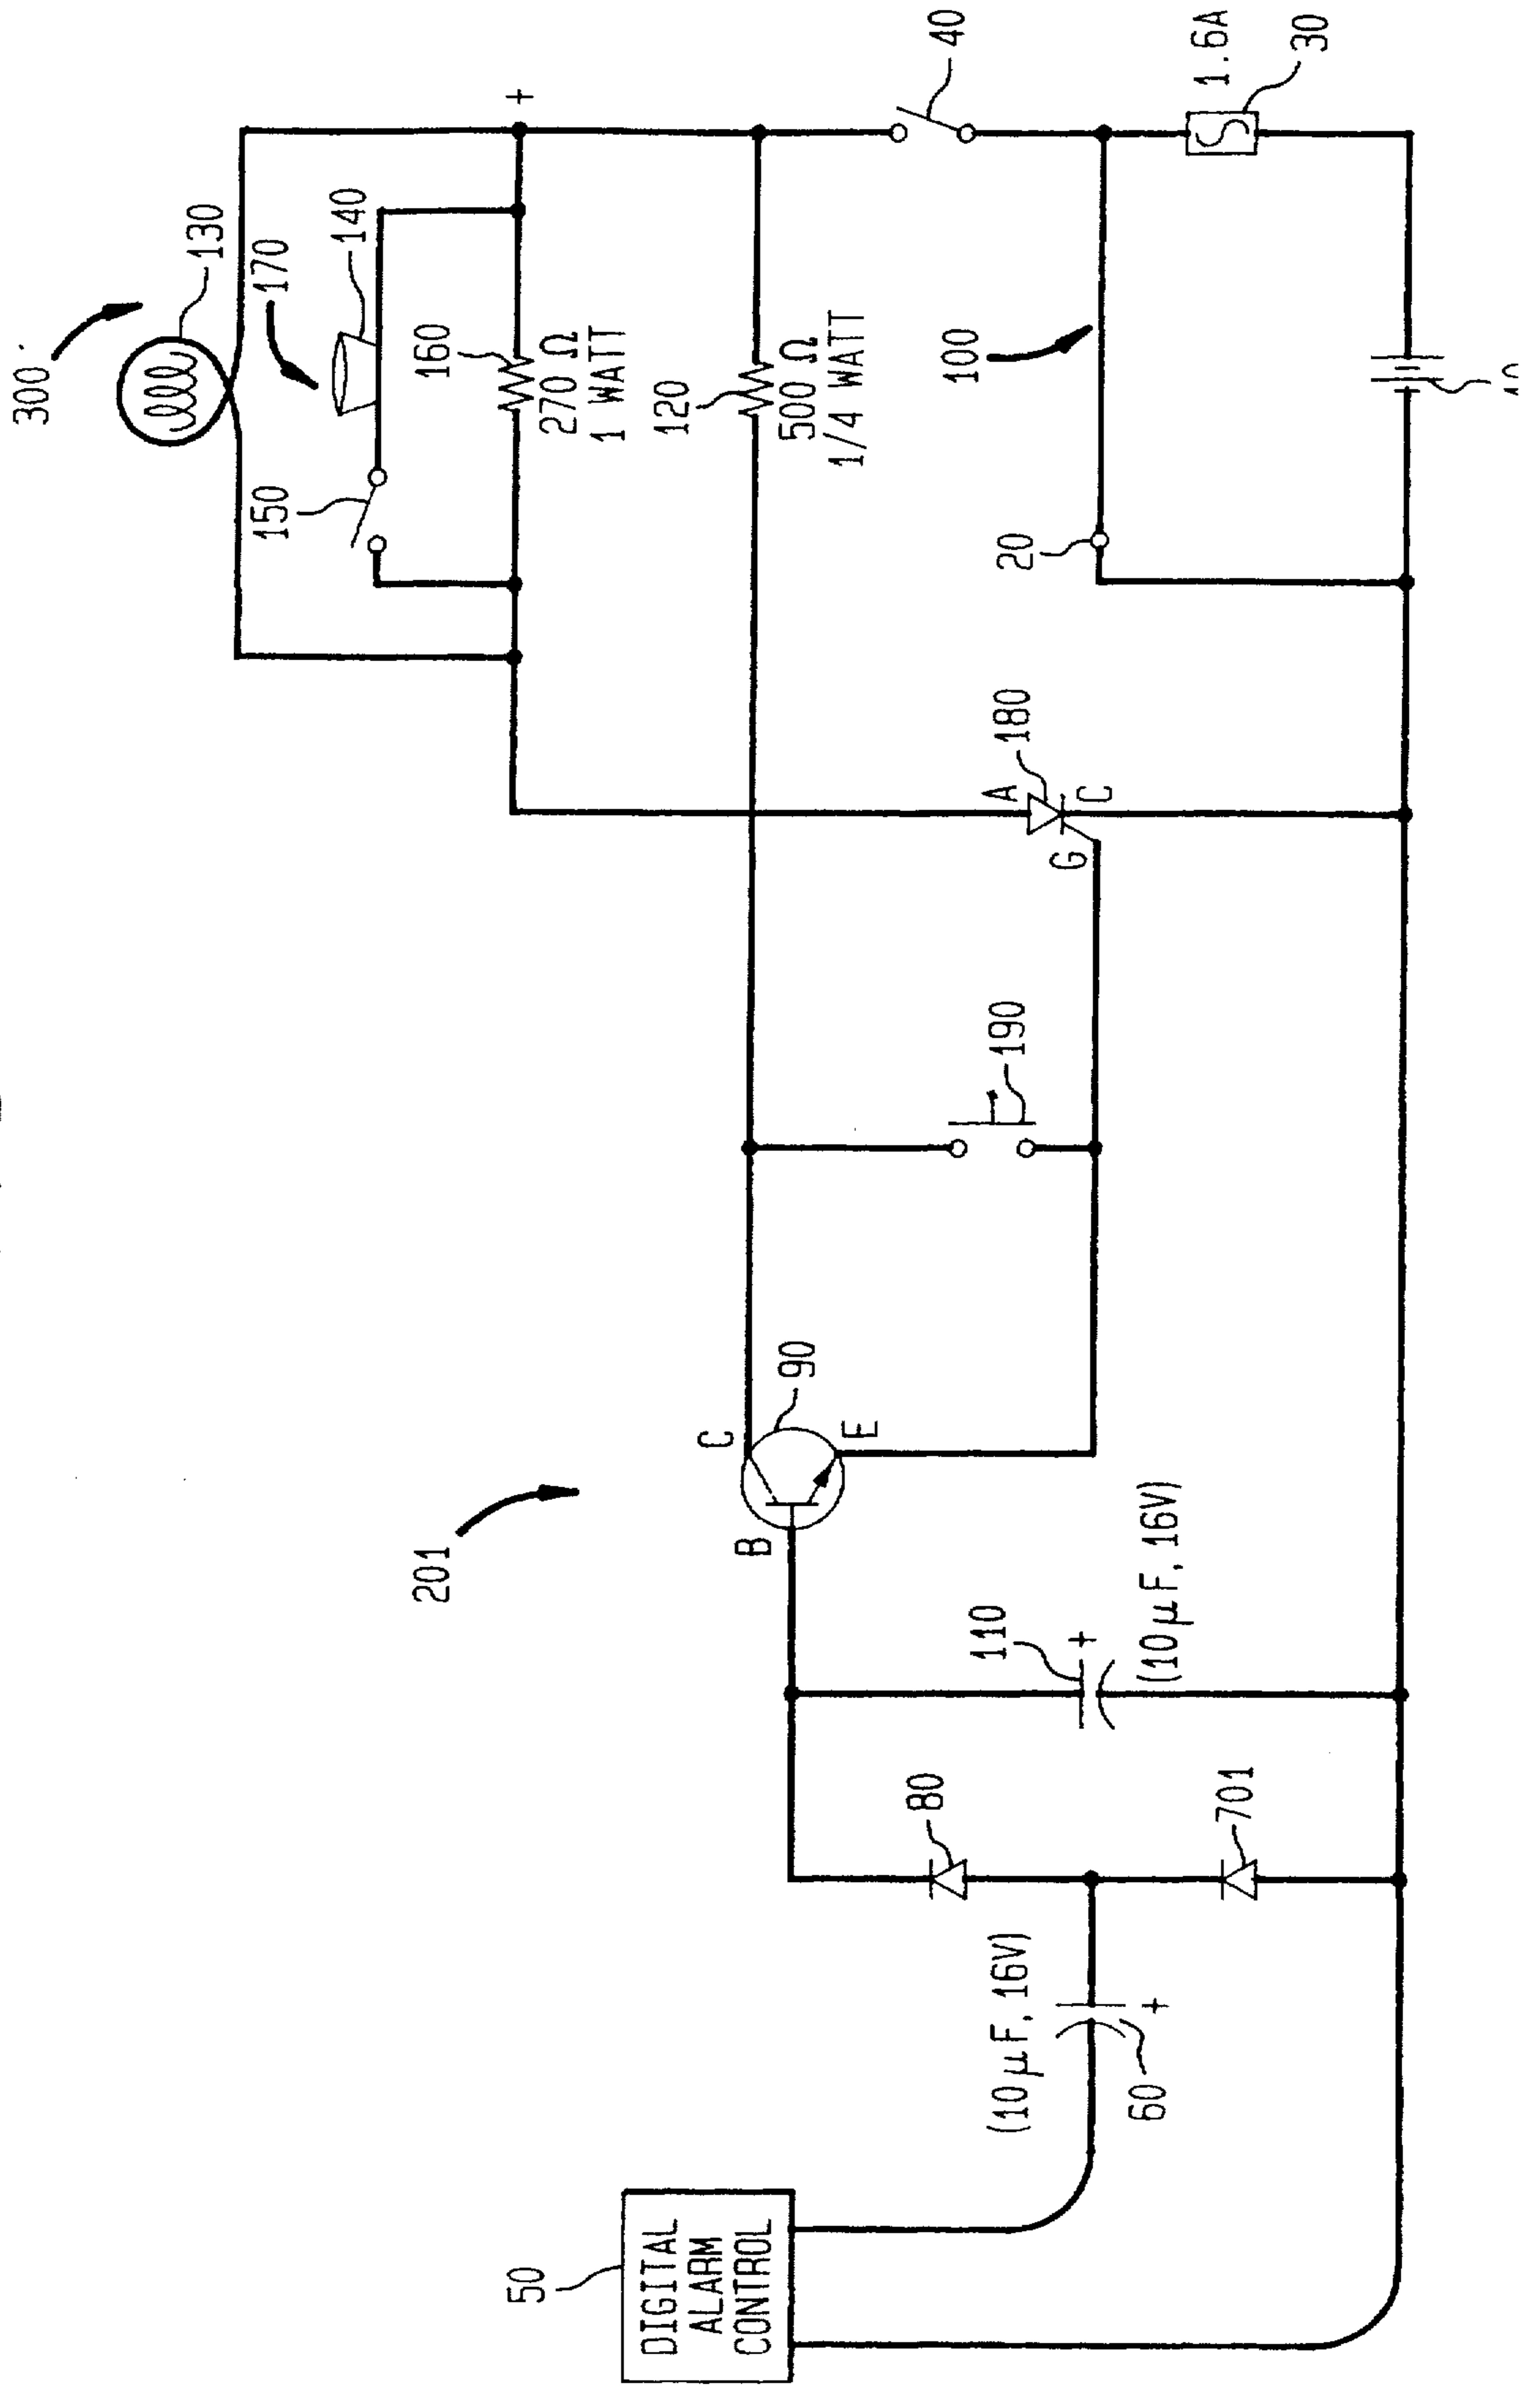 300
130
170
140
150
160
270 Ω
1 WATT
+
120
500 Ω
1/4 WATT
40
100
20
1.6A
30
A
180
C
G
190
201
C
90
E
B
110
+
(10μF, 16V)
80
701
(10μF, 16V)
+
60
50
DIGITAL
ALARM
CONTROL